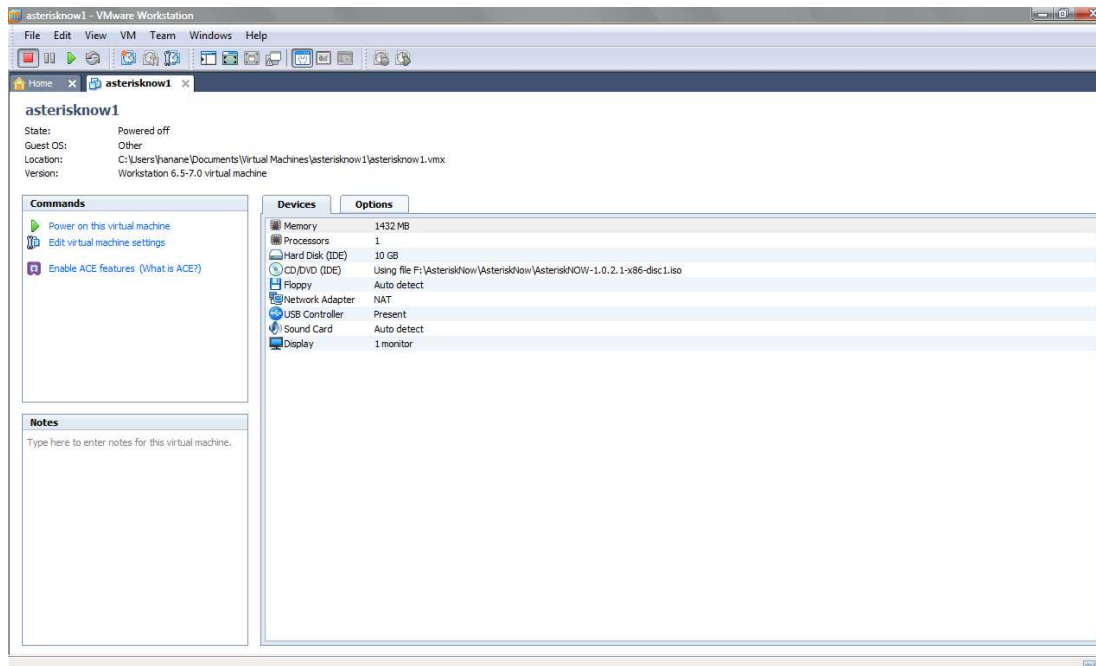 asterisknow1 - VMware Workstation
File Edit View VM Team Windows Help
Home asterisknow1
asterisknow1
State: Powered off
Guest OS: Other
Location: C:\Users\hanane\Documents\Virtual Machines\asterisknow1\asterisknow1.vmx
Version: Workstation 6.5-7.0 virtual machine
Commands
Power on this virtual machine
Edit virtual machine settings
Enable ACE features (What is ACE?)
Devices Options
Memory 1432 MB
Processors 1
Hard Disk (IDE) 10 GB
CD/DVD (IDE) Using file F:\AsteriskNow\AsteriskNow\AsteriskNOW-1.0.2.1-x86-disc1.iso
Floppy Auto detect
Network Adapter NAT
USB Controller Present
Sound Card Auto detect
Display 1 monitor
Notes
Type here to enter notes for this virtual machine.